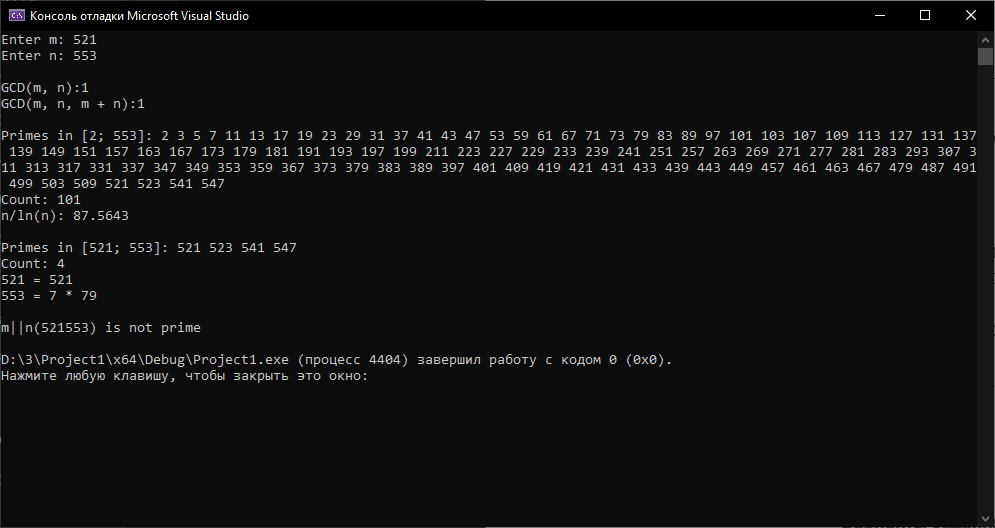 Консоль отладки Microsoft Visual Studio
Enter m: 521
Enter n: 553
GCD(m, n):1
GCD(m, n, m + n):1
Primes in [2; 553]: 2 3 5 7 11 13 17 19 23 29 31 37 41 43 47 53 59 61 67 71 73 79 83 89 97 101 103 107 109 113 127 131 137
139 149 151 157 163 167 173 179 181 191 193 197 199 211 223 227 229 233 239 241 251 257 263 269 271 277 281 283 293 307 3
11 313 317 331 337 347 349 353 359 367 373 379 383 389 397 401 409 419 421 431 433 439 443 449 457 461 463 467 479 487 491
499 503 509 521 523 541 547
Count: 101
n/ln(n): 87.5643
Primes in [521; 553]: 521 523 541 547
Count: 4
521 = 521
553 = 7 * 79
m||n(521553) is not prime
D:\3\Project1\x64\Debug\Project1.exe (процесс 4404) завершил работу с кодом 0 (0x0).
Нажмите любую клавишу, чтобы закрыть это окно: